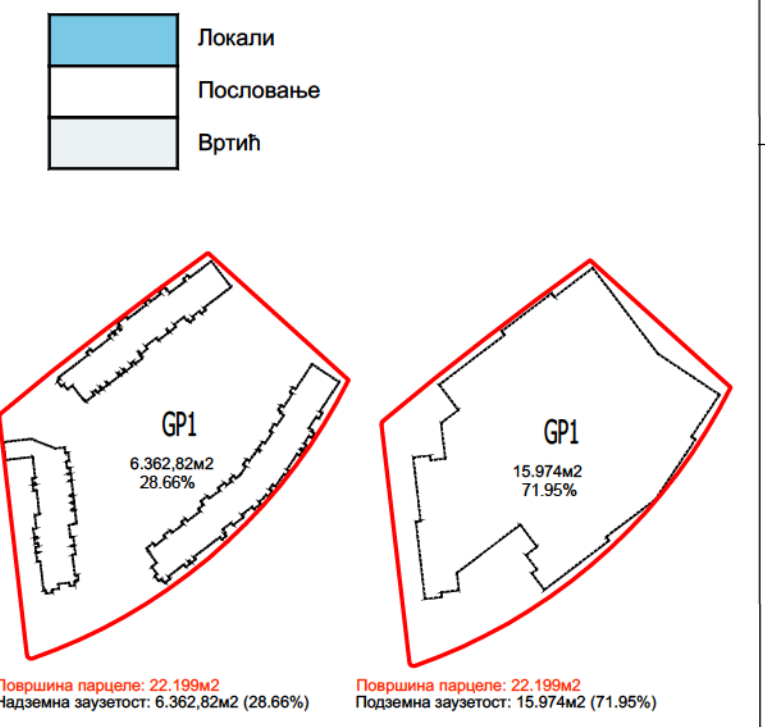 Локали
Пословање
Вртић
GP1
6.362,82м2
28.66%
GP1
15.974м2
71.95%
Површина парцеле: 22.199м2
Надземна заузетост: 6.362,82м2 (28.66%)
Површина парцеле: 22.199м2
Подземна заузетост: 15.974м2 (71.95%)